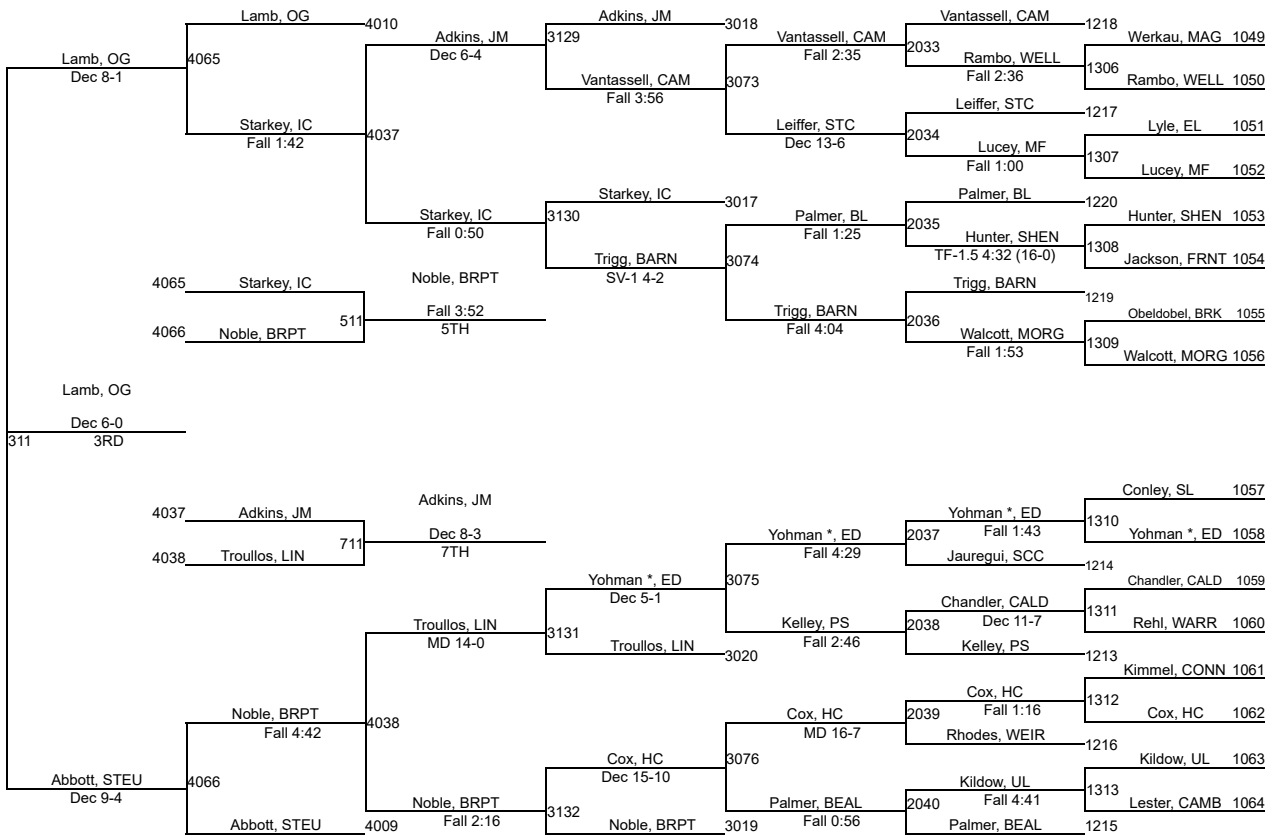 Lamb, OG
4010
Adkins, JM
3018
Vantassell, CAM
1218
Adkins, JM
3129
Vantassell, CAM
2033
Werkau, MAG 1049
Lamb, OG
4065
Dec 6-4
Fall 2:35
Rambo, WELL
1306
Dec 8-1
Vantassell, CAM
3073
Fall 2:36
Rambo, WELL 1050
Fall 3:56
Leiffer, STC
1217
Starkey, IC
4037
Leiffer, STC
2034
Lyle, EL 1051
Fall 1:42
Dec 13-6
Lucey, MF
1307
Fall 1:00
Lucey, MF 1052
Starkey, IC
3017
Palmer, BL
1220
Starkey, IC
3130
Palmer, BL
2035
Hunter, SHEN 1053
Fall 0:50
Fall 1:25
Hunter, SHEN
1308
Trigg, BARN
3074
TF-1.5 4:32 (16-0)
Jackson, FRNT 1054
SV-1 4-2
Noble, BRPT
4065
Starkey, IC
Trigg, BARN
1219
511
Fall 3:52
Trigg, BARN
2036
Obeldobel, BRK 1055
5TH
Fall 4:04
4066
Noble, BRPT
Walcott, MORG
1309
Fall 1:53
Walcott, MORG 1056
Lamb, OG
Dec 6-0
311
3RD
Adkins, JM
Conley, SL 1057
4037
Adkins, JM
Yohman *, ED
1310
711
Dec 8-3
Yohman *, ED
2037
Fall 1:43
Yohman *, ED 1058
7TH
Fall 4:29
4038
Troullos, LIN
Jauregui, SCC
1214
Yohman *, ED
3075
Chandler, CALD 1059
Dec 5-1
Chandler, CALD
1311
Troullos, LIN
3131
Kelley, PS
2038
Dec 11-7
Rehl, WARR 1060
MD 14-0
Fall 2:46
Troullos, LIN
3020
Kelley, PS
1213
Kimmel, CONN 1061
Cox, HC
1312
Noble, BRPT
4038
Cox, HC
2039
Fall 1:16
Cox, HC 1062
Fall 4:42
MD 16-7
Rhodes, WEIR
1216
Cox, HC
3076
Kildow, UL 1063
Abbott, STEU
4066
Dec 15-10
Kildow, UL
1313
Dec 9-4
Noble, BRPT
3132
Palmer, BEAL
2040
Fall 4:41
Lester, CAMB 1064
Fall 2:16
Fall 0:56
Abbott, STEU
4009
Noble, BRPT
3019
Palmer, BEAL
1215